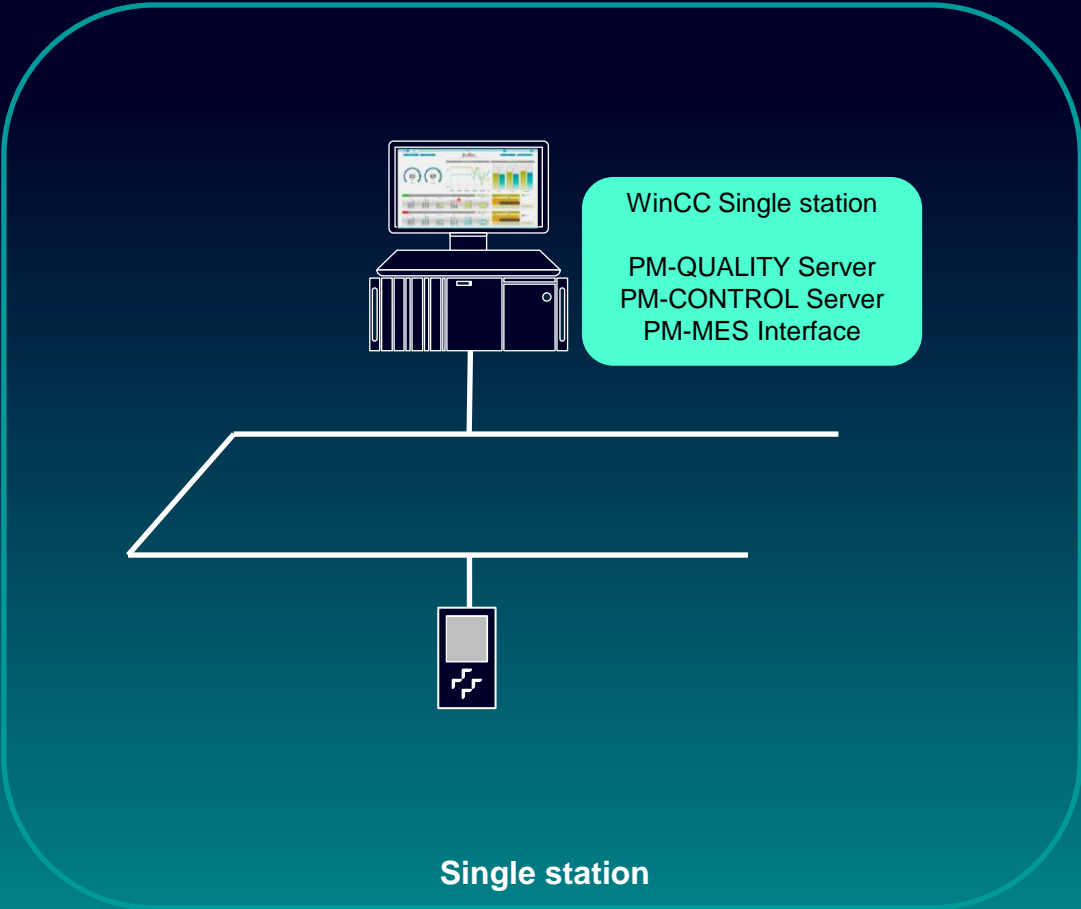 WinCC Single station
PM-QUALITY Server
PM-CONTROL Server
PM-MES Interface
Single station